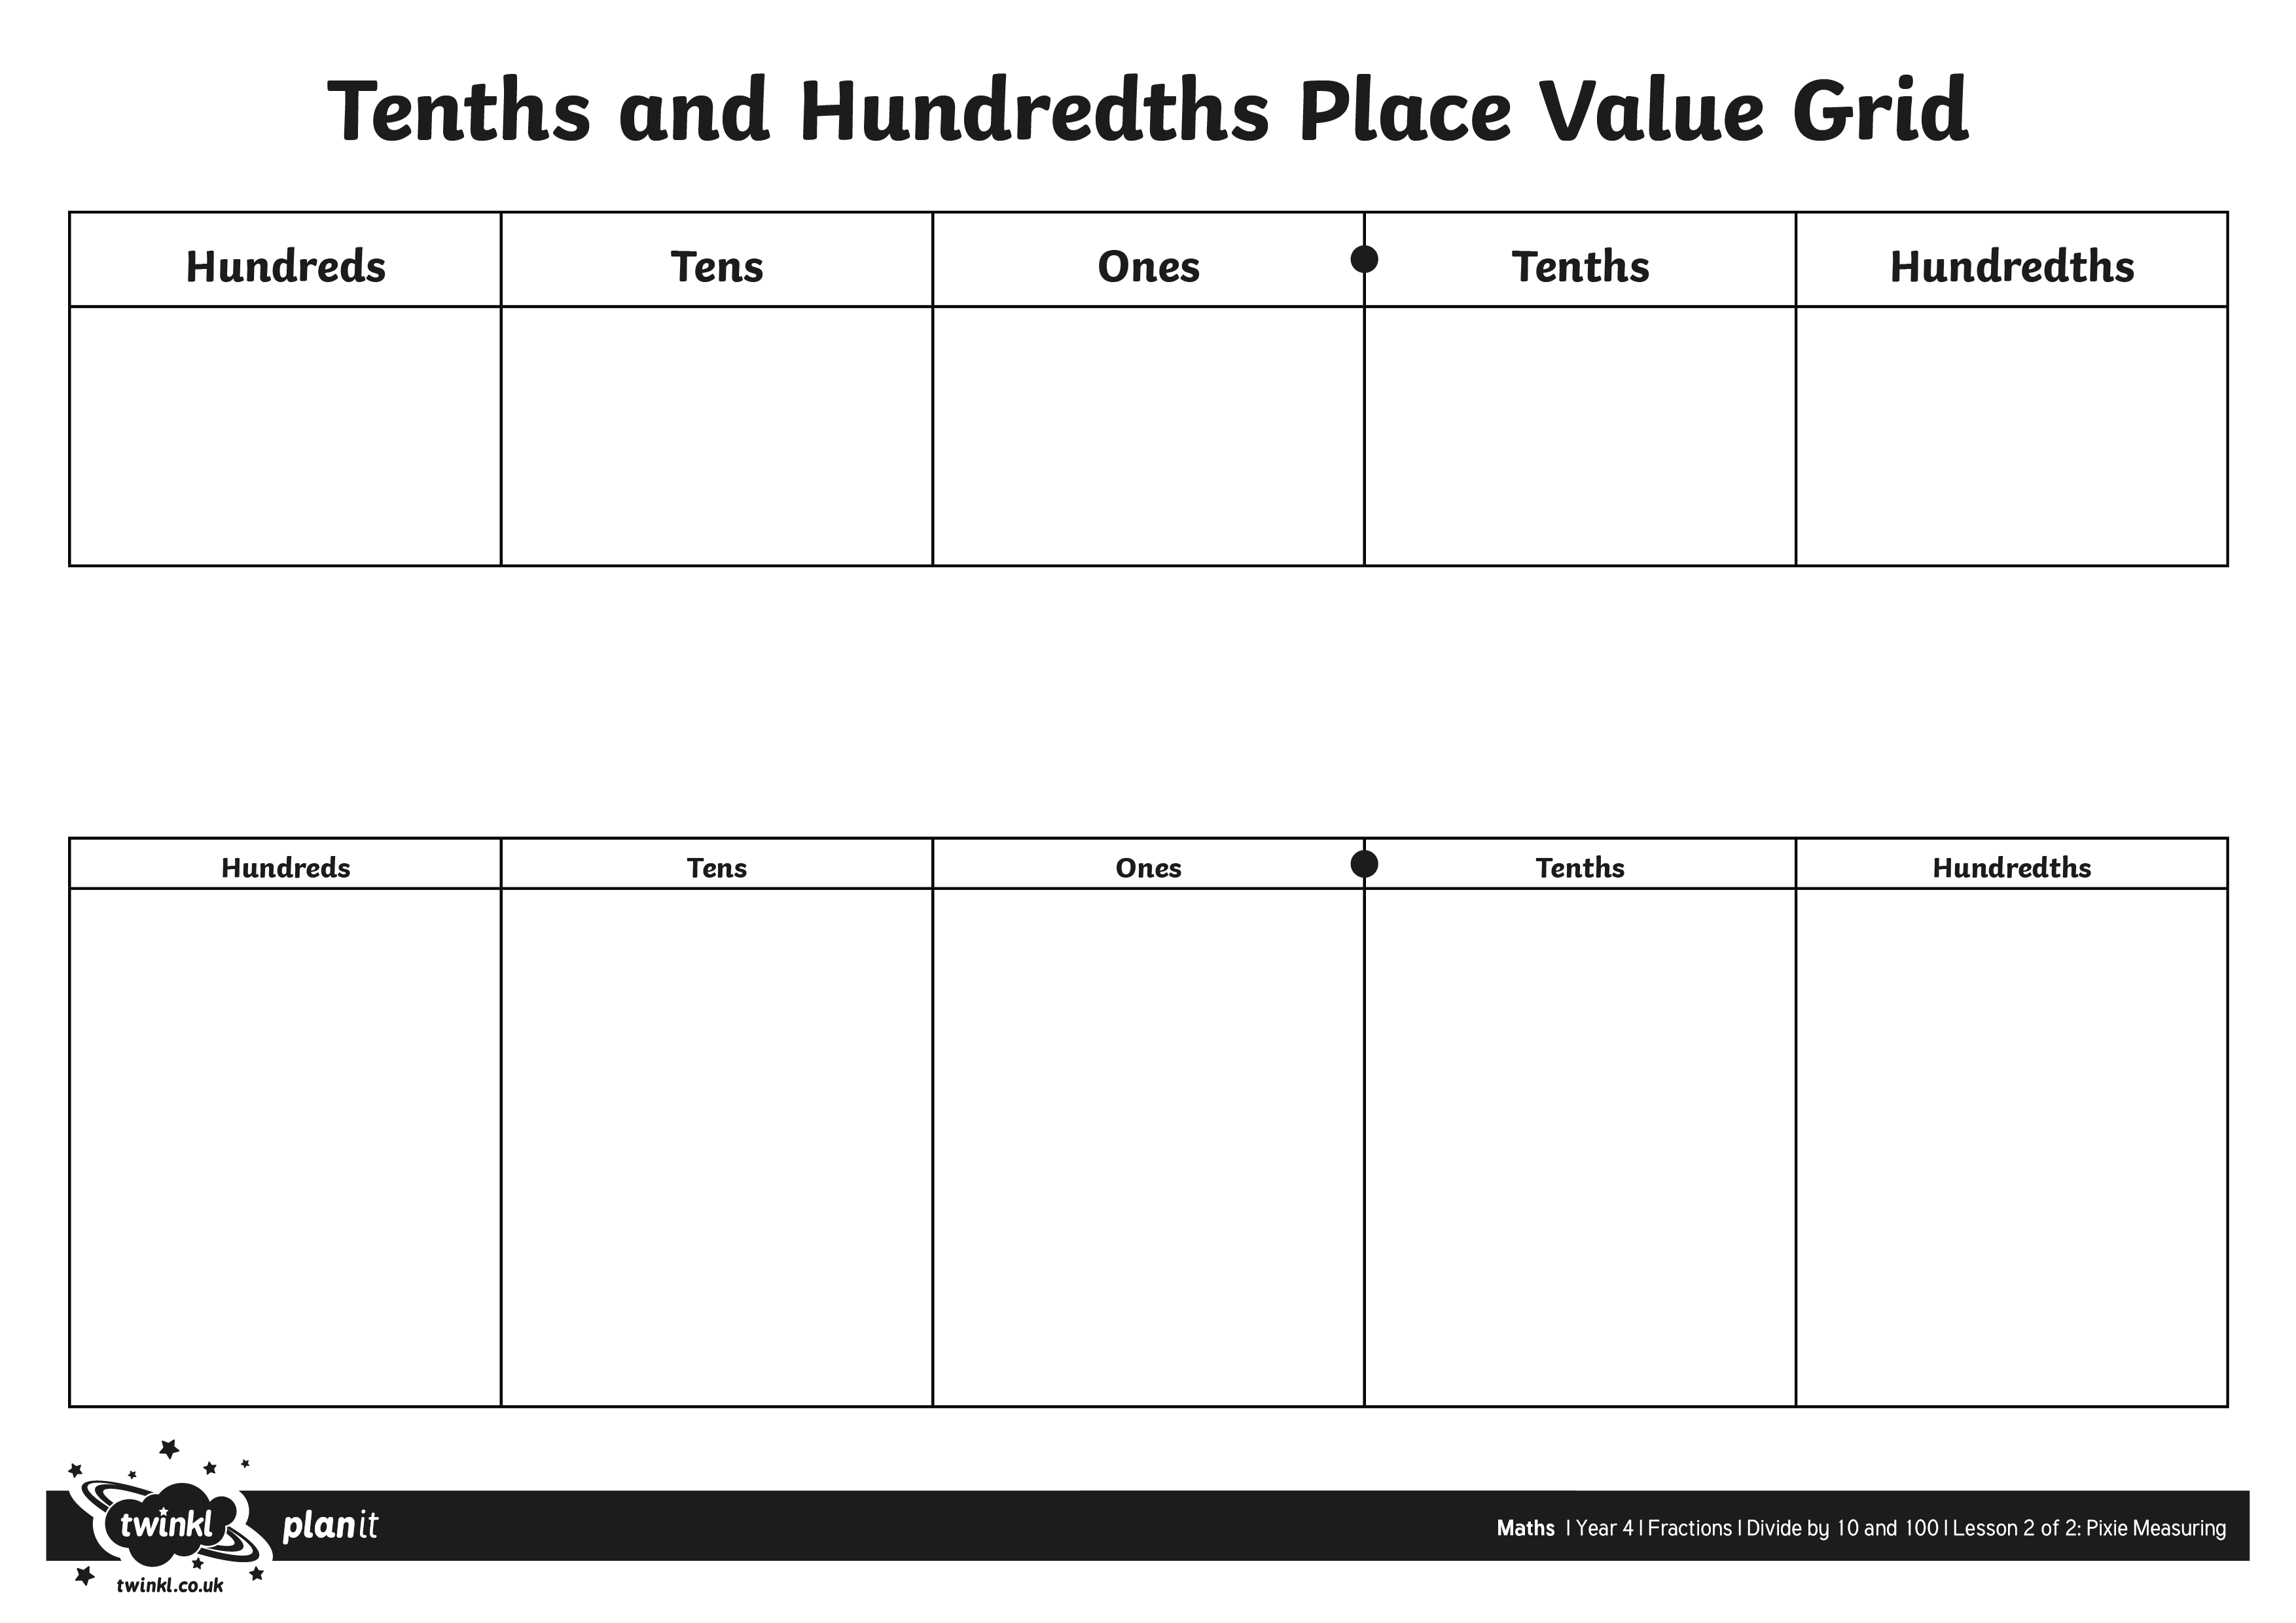 Tenths and Hundredths Place Value Grid
Hundreds Tens Ones Tenths Hundredths
Hundreds Tens Ones Tenths Hundredths
twinkl planit
Maths | Year 4 | Fractions | Divide by 10 and 100 | Lesson 2 of 2: Pixie Measuring
twinkl.co.uk